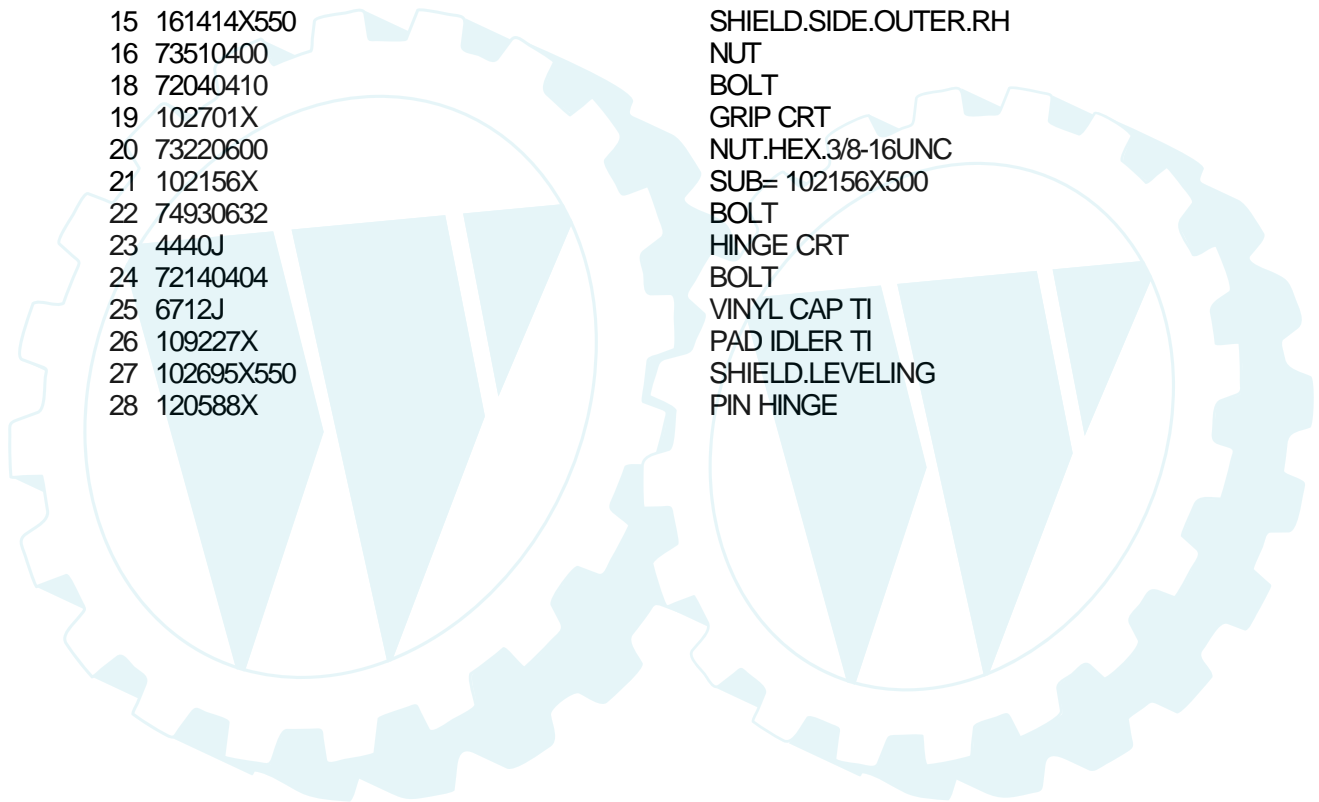 15 161414X550 SHIELD.SIDE.OUTER.RH
16 73510400 NUT
18 72040410 BOLT
19 102701X GRIP CRT
20 73220600 NUT.HEX.3/8-16UNC
21 102156X SUB= 102156X500
22 74930632 BOLT
23 4440J HINGE CRT
24 72140404 BOLT
25 6712J VINYL CAP TI
26 109227X PAD IDLER TI
27 102695X550 SHIELD.LEVELING
28 120588X PIN HINGE